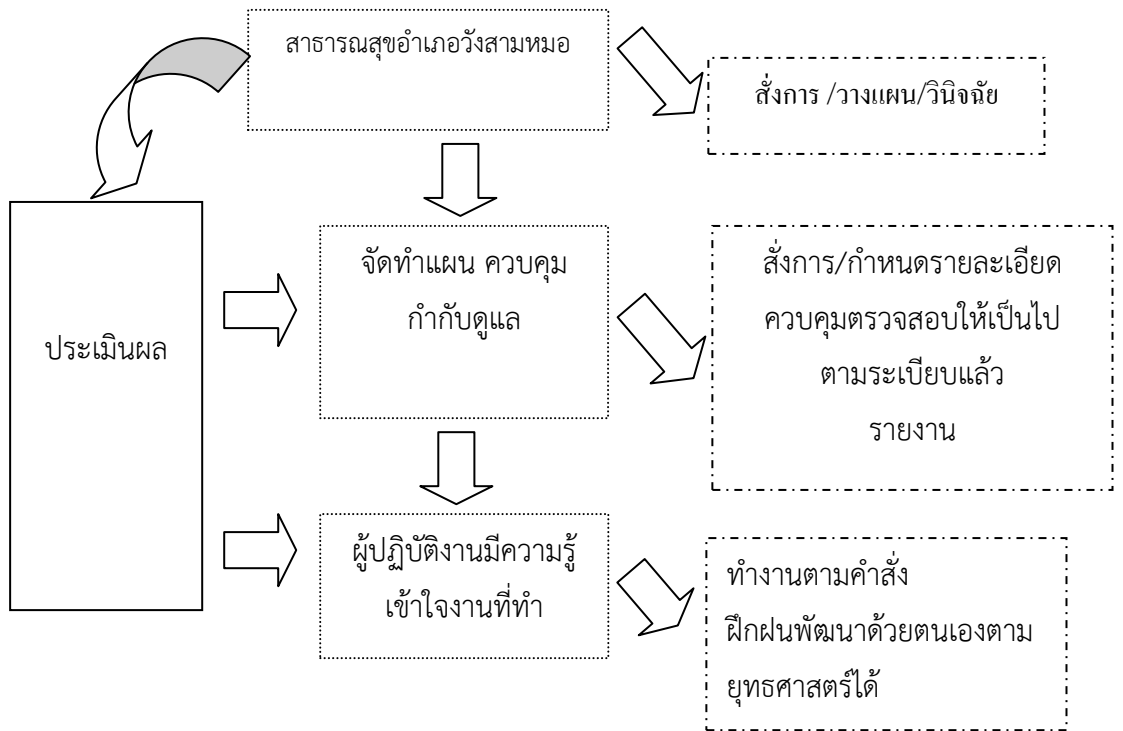 สาธารณสุขอำเภอวังสามหมอ
สั่งการ /วางแผน/วินิจฉัย
ประเมินผล
จัดทำแผน ควบคุม
กำกับดูแล
สั่งการ/กำหนดรายละเอียด
ควบคุมตรวจสอบให้เป็นไป
ตามระเบียบแล้ว
รายงาน
ผู้ปฏิบัติงานมีความรู้
เข้าใจงานที่ทำ
ทำงานตามคำสั่ง
ฝึกฝนพัฒนาด้วยตนเองตาม
ยุทธศาสตร์ได้